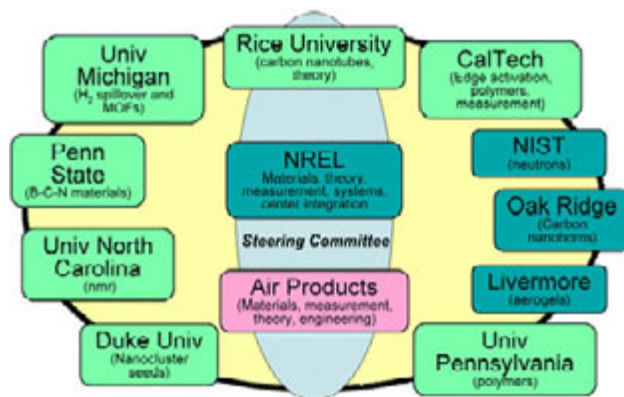 Univ
Michigan
(H₂ spillover and
MOFs)
Rice University
(carbon nanotubes,
theory)
CalTech
(Edge activation,
polymers,
measurement)
Penn
State
(B-C-N materials)
NREL
Materials, theory,
measurement, systems,
center integration
NIST
(neutrons)
Oak Ridge
(Carbon
nanohorns)
Steering Committee
Univ North
Carolina
(nmr)
Air Products
(Materials, measurement,
theory, engineering)
Livermore
(aerogels)
Duke Univ
(Nanocluster
seeds)
Univ
Pennsylvania
(polymers)